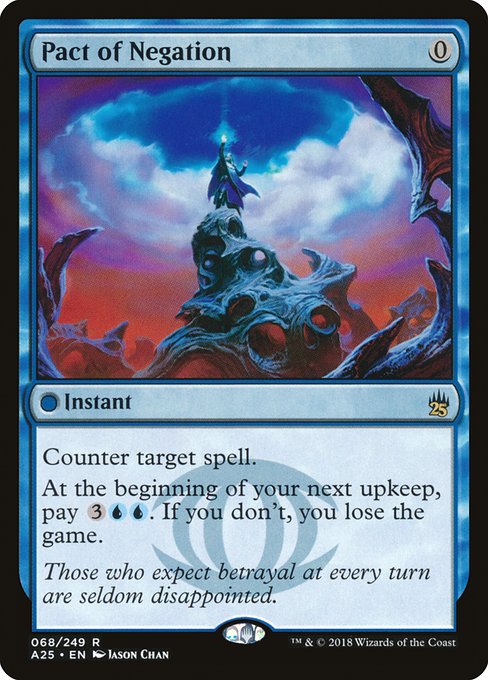 Pact of Negation 0
Instant
25
Counter target spell.
At the beginning of your next upkeep,
pay 3. If you don't, you lose the
game.
Those who expect betrayal at every turn
are seldom disappointed.
068/249 R
A25 • EN Jason Chan
™ & © 2018 Wizards of the Coast